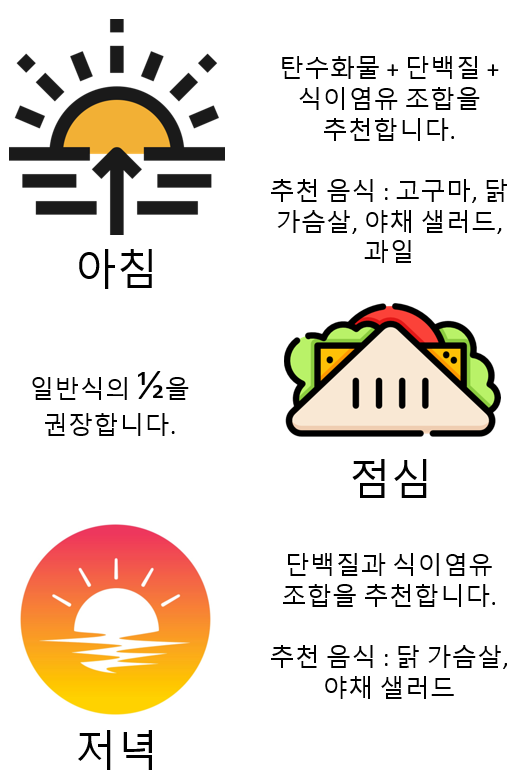 탄수화물 + 단백질 +
식이염유 조합을
추천합니다.
추천 음식 : 고구마, 닭
가슴살, 야채 샐러드,
과일
아침
일반식의 ½을
권장합니다.
점심
단백질과 식이염유
조합을 추천합니다.
추천 음식 : 닭 가슴살,
야채 샐러드
저녁